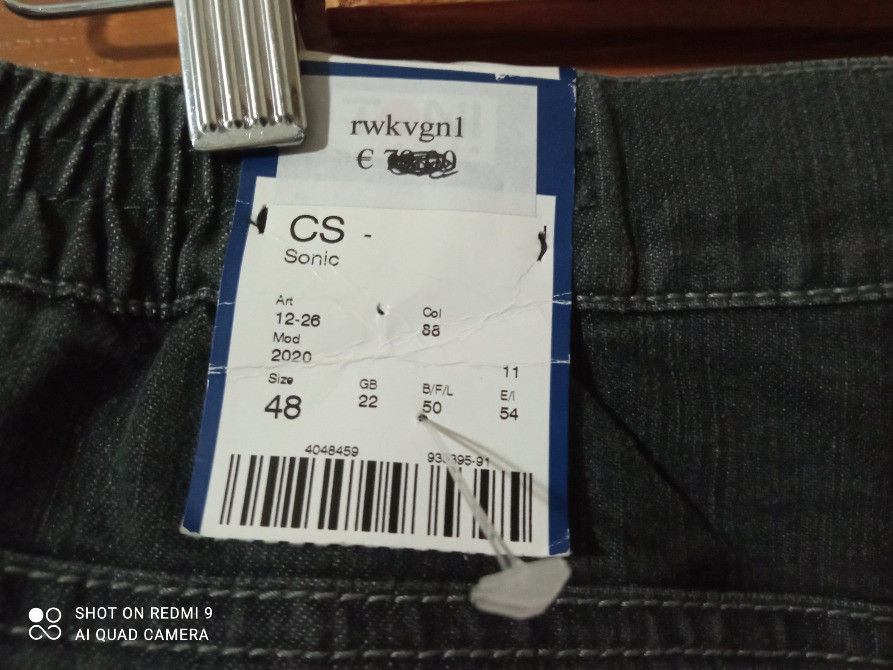 rwkvgn1
€
CS -
Sonic
Art
12-26
Col
88
Mod
2020
11
Size
48
GB
22
B/F/L
50
E/I
54
4048459
SHOT ON REDMI 9
AI QUAD CAMERA